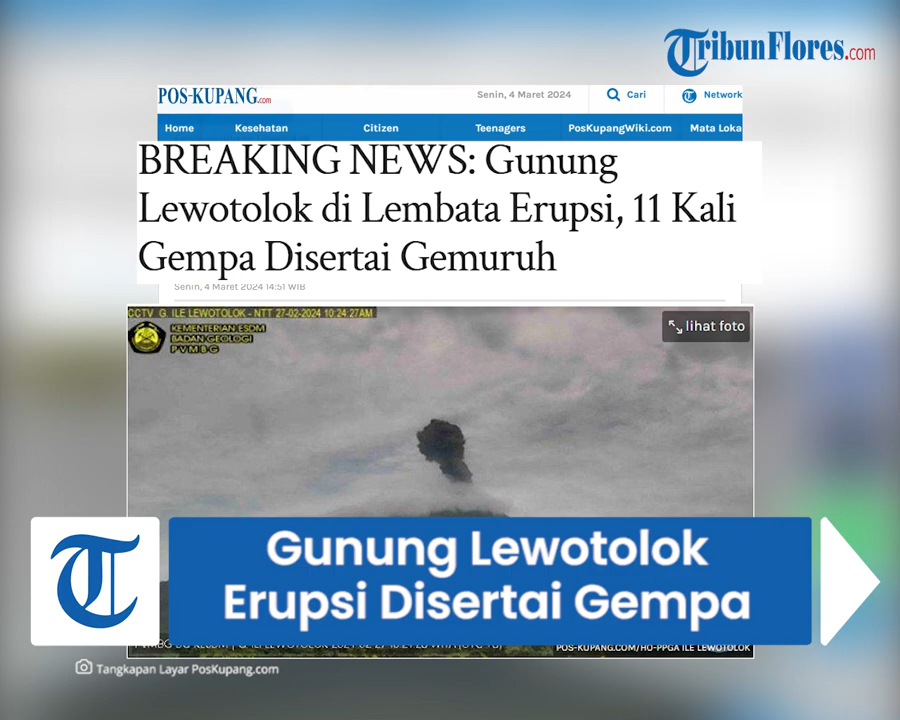 TribunFlores.com
POS-KUPANG.com
Senin, 4 Maret 2024
Cari
Network
Home
Kesehatan
Citizen
Teenagers
PosKupangWiki.com
Mata Loka
BREAKING NEWS: Gunung
Lewotolok di Lembata Erupsi, 11 Kali
Gempa Disertai Gemuruh
Senin, 4 Maret 2024 14:51 WIB
CCTV G. ILE LEWOTOLOK - NTT 27-02-2024 10:24:27AM
KEMENTERIAN ESDM
BADAN GEOLOGI
PVMBG
lihat foto
Gunung Lewotolok
Erupsi Disertai Gempa
POS-KUPANG.COM/HO-PPGA ILE LEWOTOLOK
Tangkapan Layar PosKupang.com